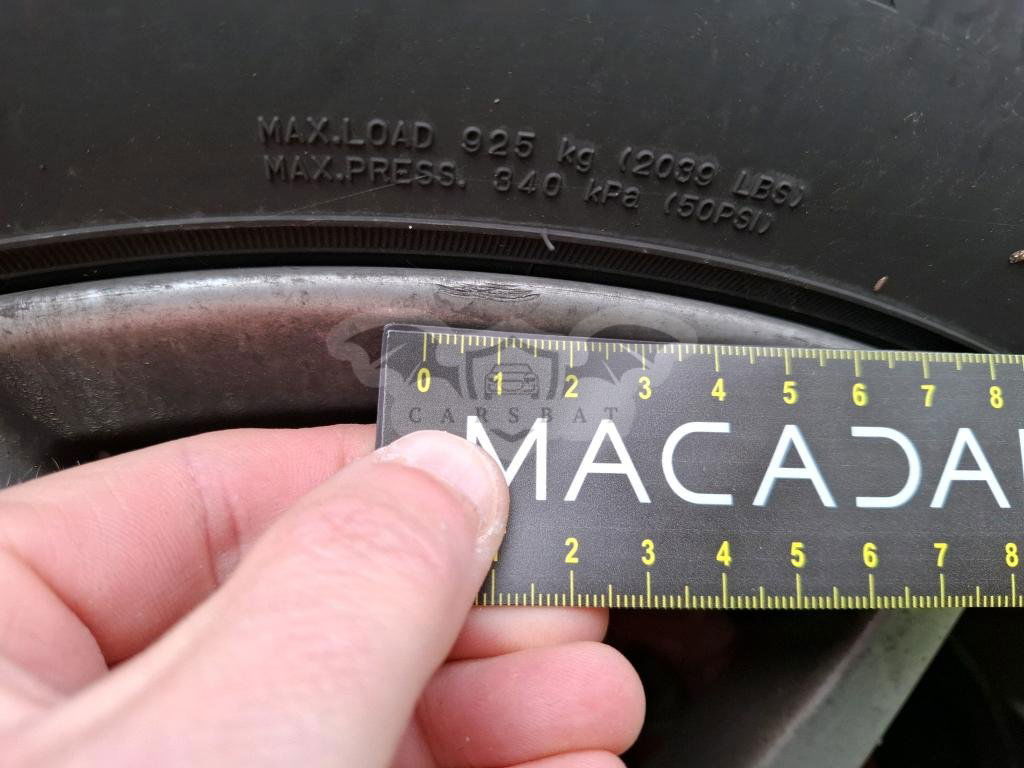 MAX.LOAD 925 kg (2039 LBS)
MAX.PRESS. 340 kPa (50PSI)
0 1 2 3 4 5 6 7 8
CARSBAT
MACADA
1 2 3 4 5 6 7 8